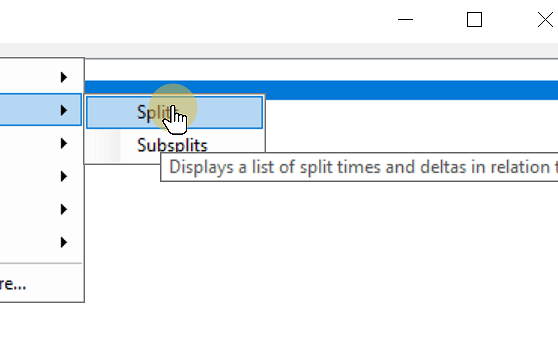 Splits
Subsplits
Displays a list of split times and deltas in relation t
re...